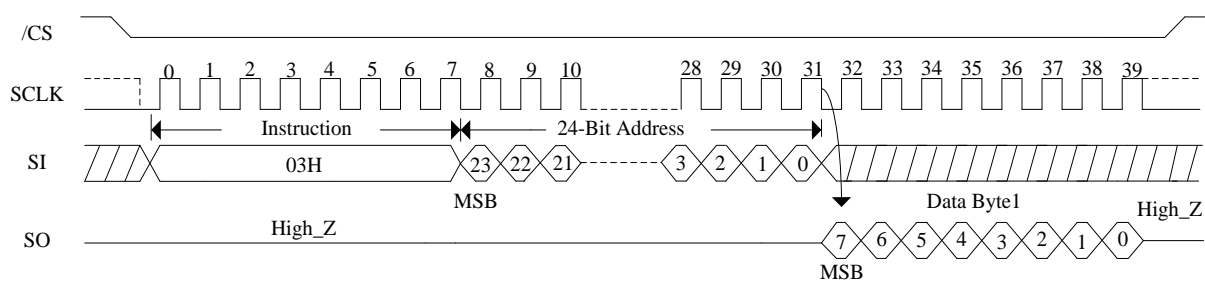 /CS
0 1 2 3 4 5 6 7 8 9 10 28 29 30 31 32 33 34 35 36 37 38 39
SCLK
Instruction 24-Bit Address
SI 03H 23 22 21 3 2 1 0
MSB Data Byte1
High_Z High_Z
SO 7 6 5 4 3 2 1 0
MSB